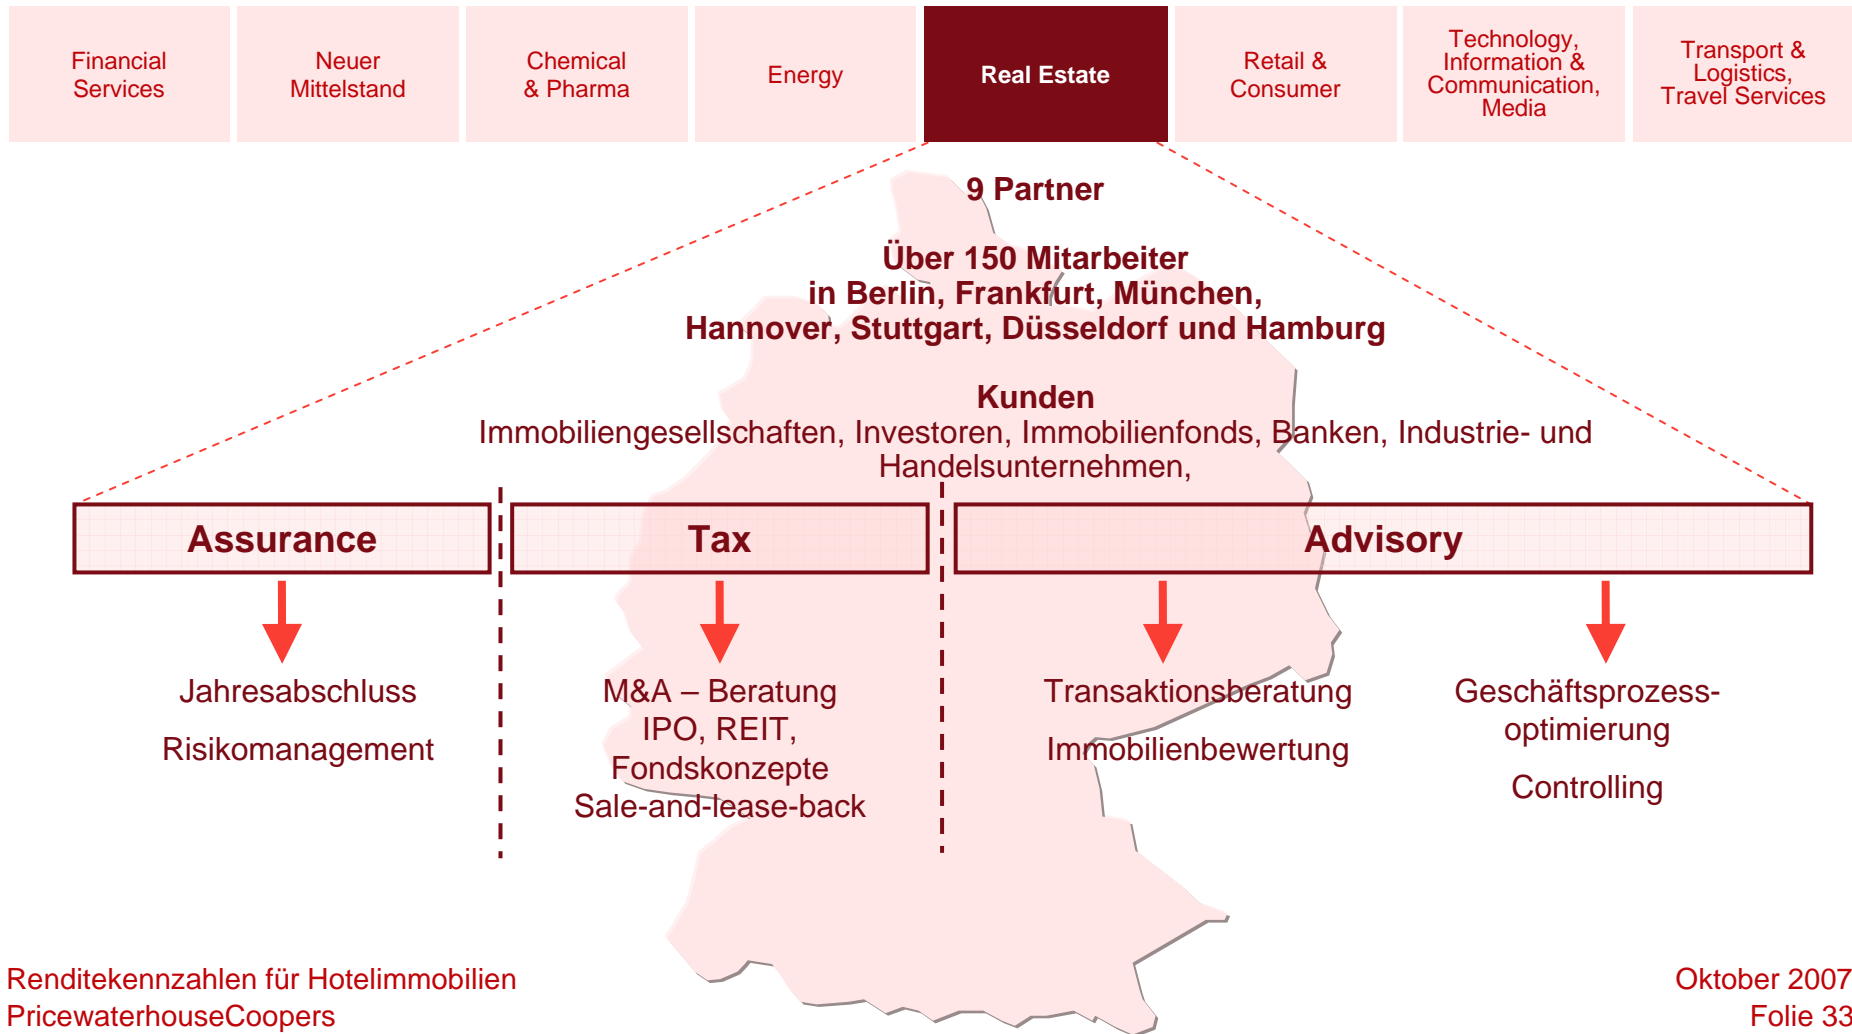 Financial
Services
Neuer
Mittelstand
Chemical
& Pharma
Energy
Real Estate
Retail &
Consumer
Technology,
Information &
Communication,
Media
Transport &
Logistics,
Travel Services
9 Partner
Über 150 Mitarbeiter
in Berlin, Frankfurt, München,
Hannover, Stuttgart, Düsseldorf und Hamburg
Kunden
Immobiliengesellschaften, Investoren, Immobilienfonds, Banken, Industrie- und
Handelsunternehmen,
Assurance
Tax
Advisory
Jahresabschluss
Risikomanagement
M&A – Beratung
IPO, REIT,
Fondskonzepte
Sale-and-lease-back
Transaktionsberatung
Immobilienbewertung
Geschäftsprozess-
optimierung
Controlling
Renditekennzahlen für Hotelimmobilien
PricewaterhouseCoopers
Oktober 2007
Folie 33